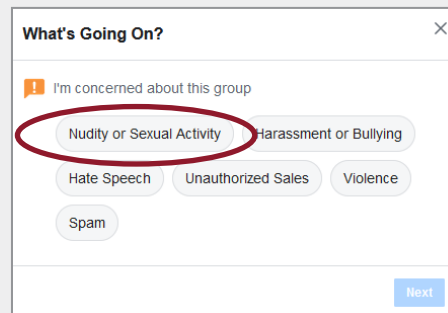 What's Going On?
I'm concerned about this group
Nudity or Sexual Activity Harassment or Bullying
Hate Speech Unauthorized Sales Violence
Spam
Next